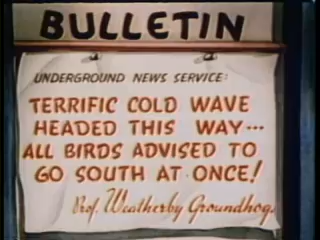 BULLETIN
UNDERGROUND NEWS SERVICE:
TERRIFIC COLD WAVE
HEADED THIS WAY---
ALL BIRDS ADVISED TO
GO SOUTH AT ONCE!
Prof. Weatherby Groundhog.